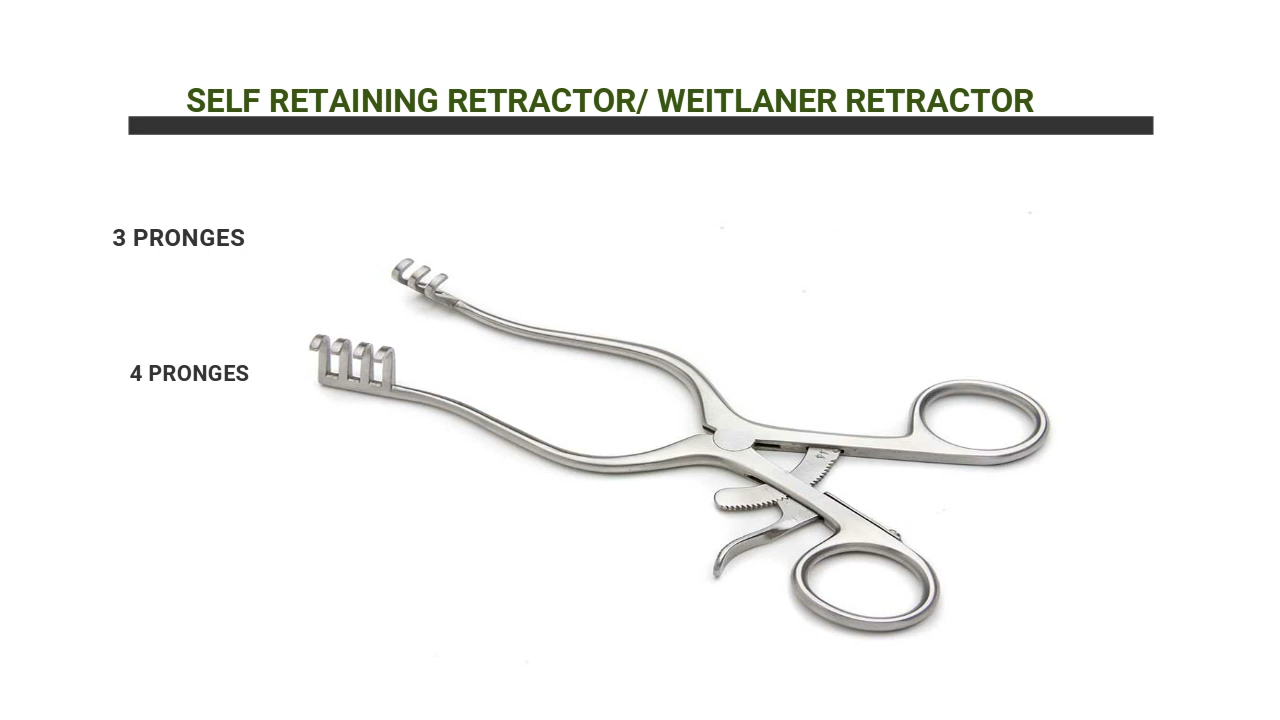 SELF RETAINING RETRACTOR/ WEITLANER RETRACTOR
3 PRONGES
4 PRONGES